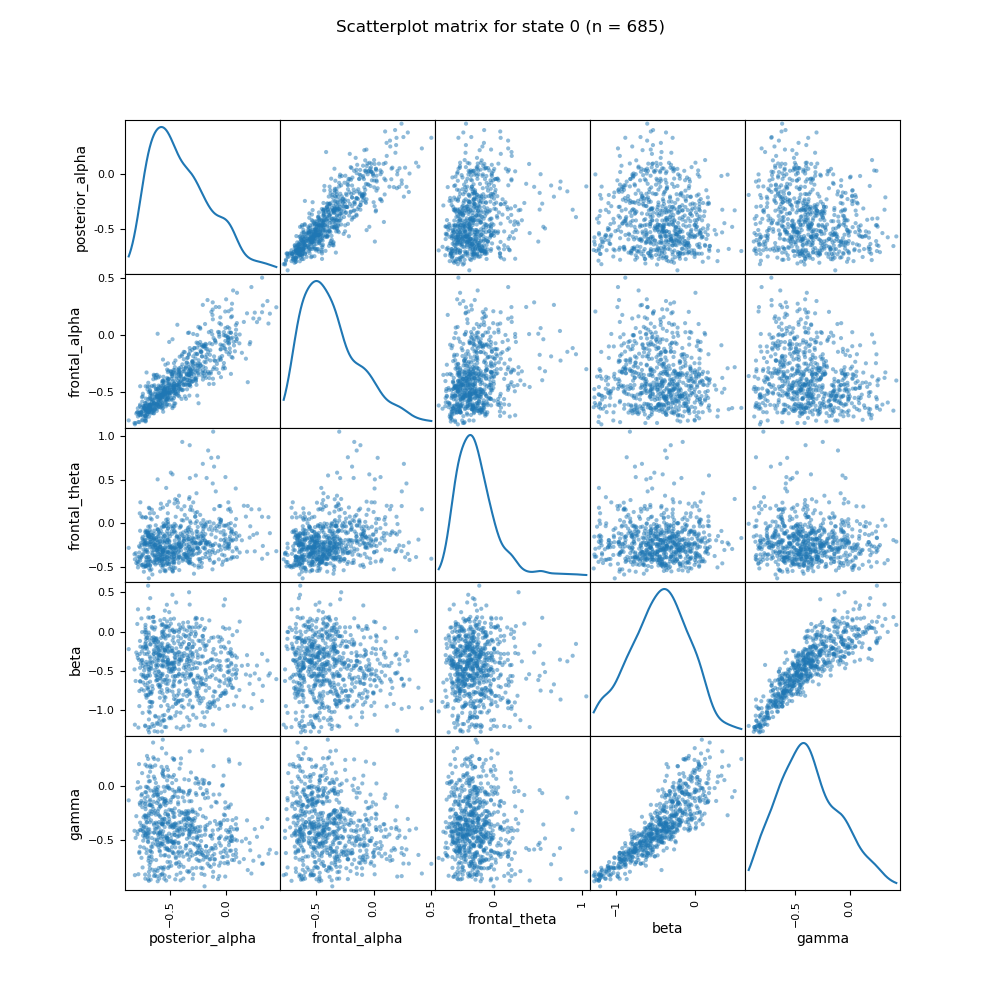 Scatterplot matrix for state 0 (n = 685)
posterior_alpha
0.0
−0.5
frontal_alpha
0.5
0.0
−0.5
frontal_theta
1.0
0.5
0.0
−0.5
beta
0.5
0.0
−0.5
−1.0
gamma
0.0
−0.5
−0.5 0.0 −0.5 0.0 0.5 0 1 −1 0 −0.5 0.0
posterior_alpha frontal_alpha frontal_theta beta gamma